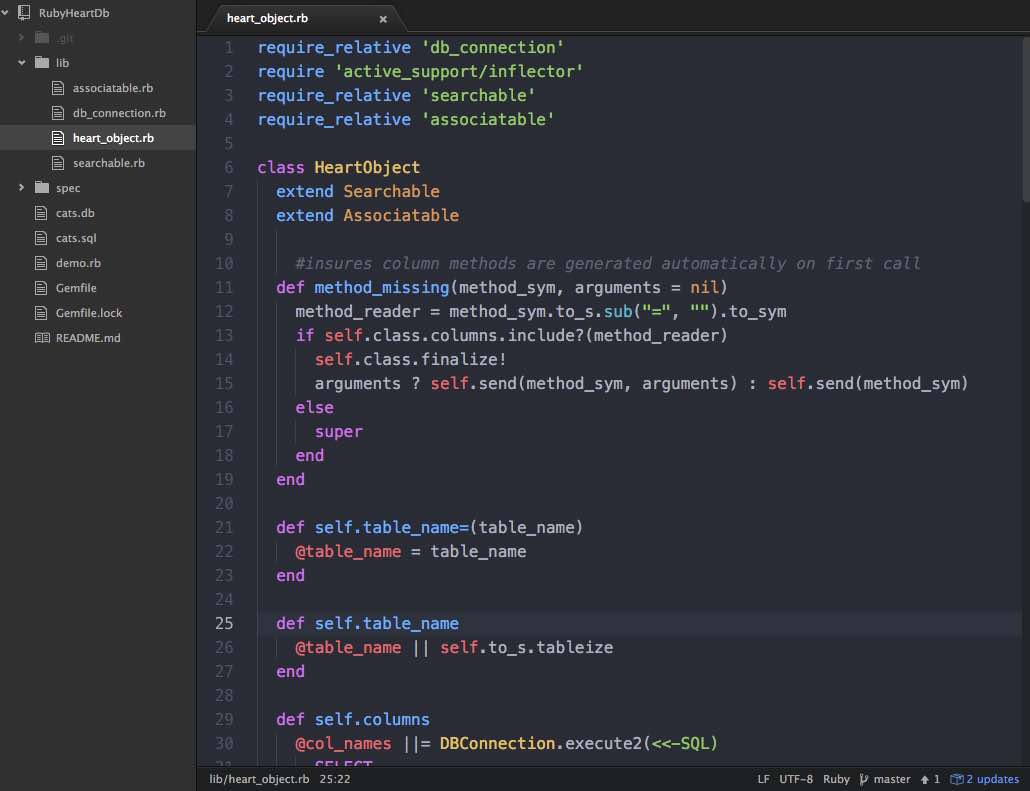 RubyHeartDb
.git
lib
associatable.rb
db_connection.rb
heart_object.rb
searchable.rb
spec
cats.db
cats.sql
demo.rb
Gemfile
Gemfile.lock
README.md
heart_object.rb ×
1 require_relative 'db_connection'
2 require 'active_support/inflector'
3 require_relative 'searchable'
4 require_relative 'associatable'
5
6 class HeartObject
7   extend Searchable
8   extend Associatable
9
10     #insures column methods are generated automatically on first call
11   def method_missing(method_sym, arguments = nil)
12     method_reader = method_sym.to_s.sub("=", "").to_sym
13     if self.class.columns.include?(method_reader)
14       self.class.finalize!
15       arguments ? self.send(method_sym, arguments) : self.send(method_sym)
16     else
17       super
18     end
19   end
20
21   def self.table_name=(table_name)
22     @table_name = table_name
23   end
24
25   def self.table_name
26     @table_name || self.to_s.tableize
27   end
28
29   def self.columns
30     @col_names ||= DBConnection.execute2(<<-SQL)
31       SELECT
lib/heart_object.rb 25:22 LF UTF-8 Ruby master 1 2 updates